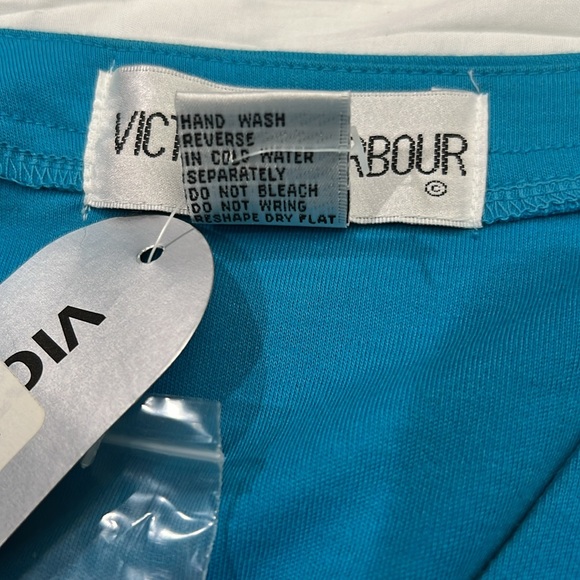 VICT ABOUR
©
HAND WASH
REVERSE
IN COLD WATER
SEPARATELY
DO NOT BLEACH
DO NOT WRING
RESHAPE DRY FLAT
VIC